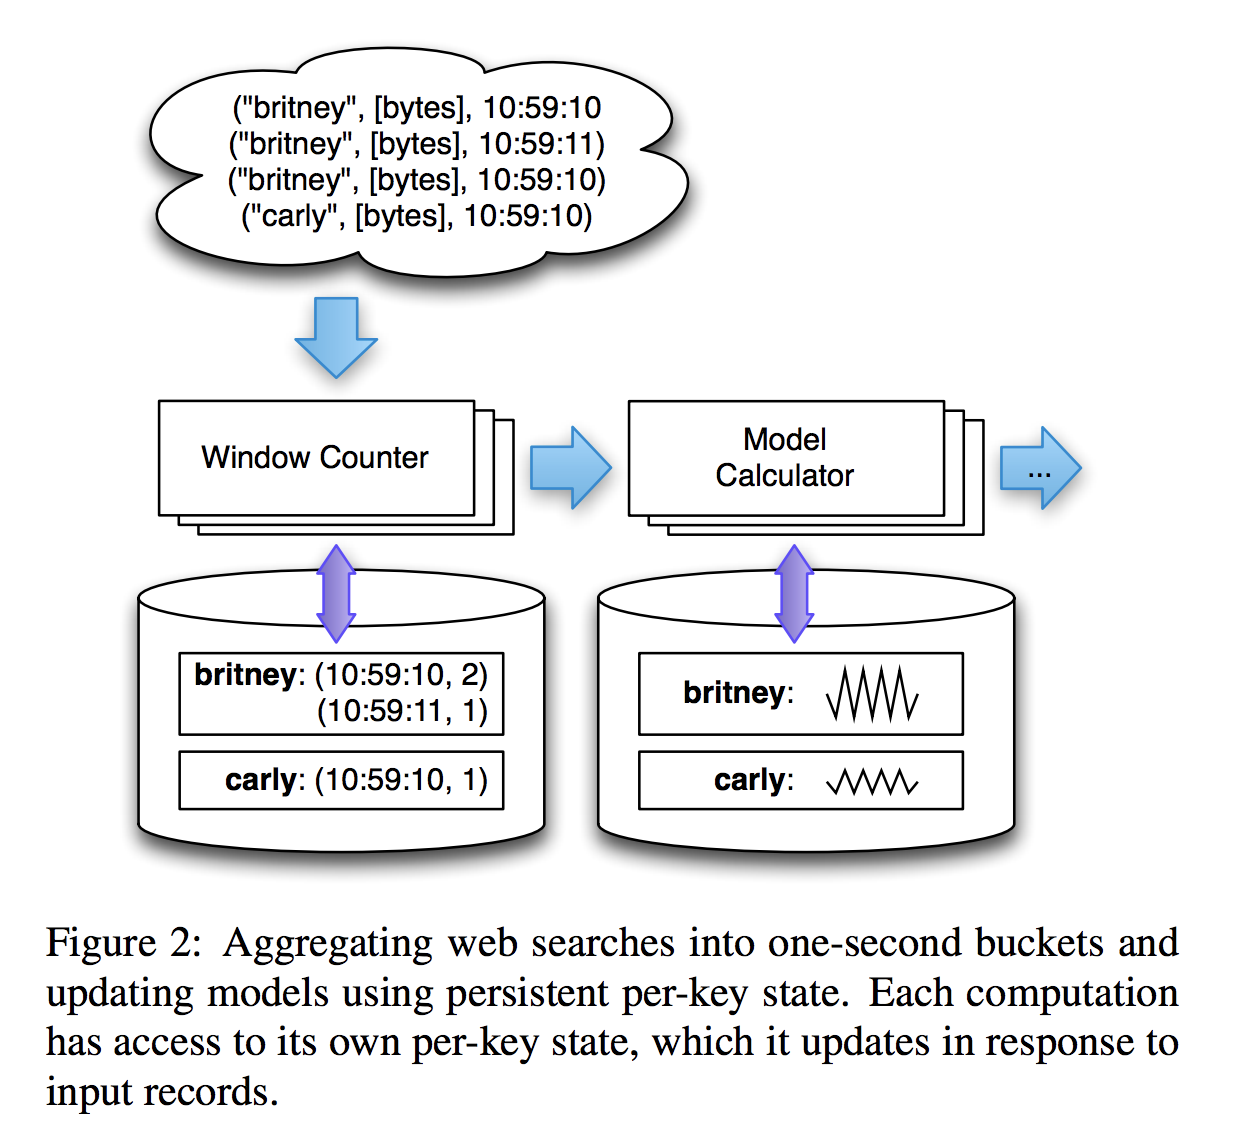 ("britney", [bytes], 10:59:10
("britney", [bytes], 10:59:11)
("britney", [bytes], 10:59:10)
("carly", [bytes], 10:59:10)
Window Counter
Model
Calculator
...
britney: (10:59:10, 2)
(10:59:11, 1)
carly: (10:59:10, 1)
britney:
carly:
Figure 2: Aggregating web searches into one-second buckets and
updating models using persistent per-key state. Each computation
has access to its own per-key state, which it updates in response to
input records.